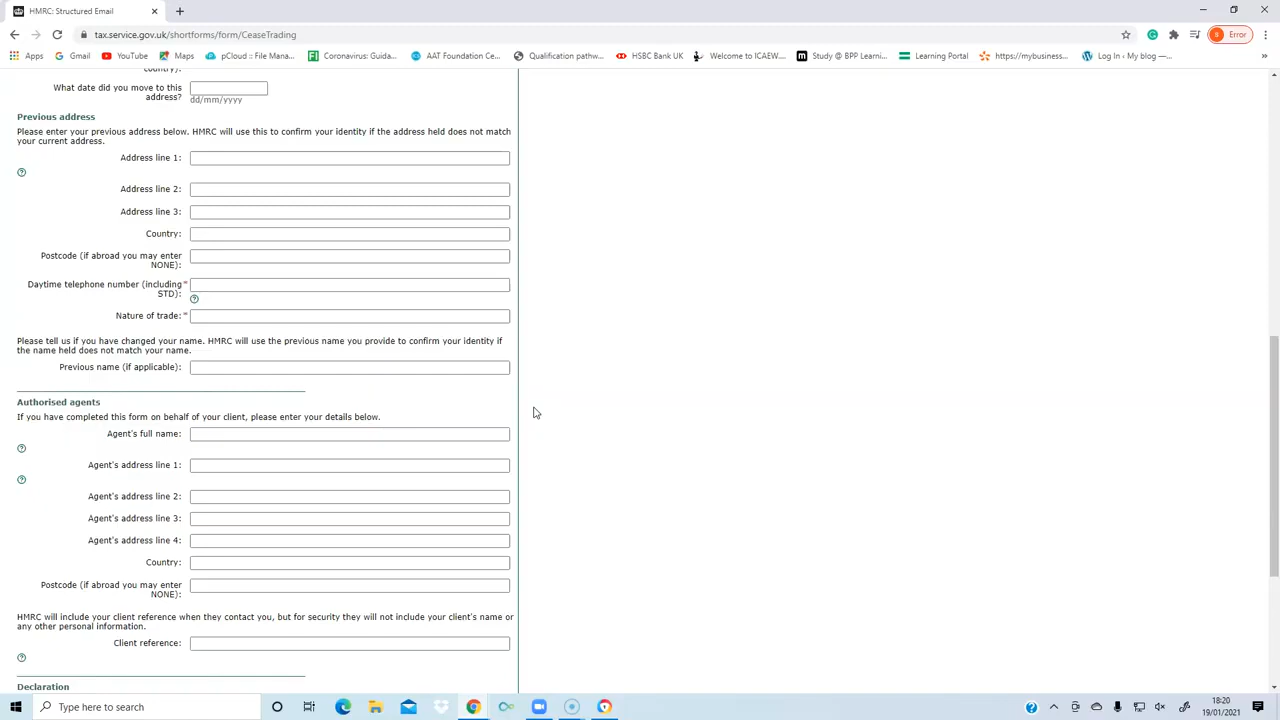 HMRC: Structured Email
tax.service.gov.uk/shortforms/form/CeaseTrading
S Error
Apps Gmail YouTube Maps pCloud :: File Mana... Coronavirus: Guida... AAT Foundation Ce... Qualification pathw... HSBC Bank UK Welcome to ICAEW.... Study @ BPP Learni... Learning Portal https://mybusiness... Log In ‹ My blog —... »
country):
What date did you move to this
address?
dd/mm/yyyy
Previous address
Please enter your previous address below. HMRC will use this to confirm your identity if the address held does not match
your current address.
Address line 1:
?
Address line 2:
Address line 3:
Country:
Postcode (if abroad you may enter
NONE):
Daytime telephone number (including *
STD):
?
Nature of trade: *
Please tell us if you have changed your name. HMRC will use the previous name you provide to confirm your identity if
the name held does not match your name.
Previous name (if applicable):
Authorised agents
If you have completed this form on behalf of your client, please enter your details below.
Agent's full name:
?
Agent's address line 1:
?
Agent's address line 2:
Agent's address line 3:
Agent's address line 4:
Country:
Postcode (if abroad you may enter
NONE):
HMRC will include your client reference when they contact you, but for security they will not include your client's name or
any other personal information.
Client reference:
?
Declaration
Type here to search
18:20
19/01/2021